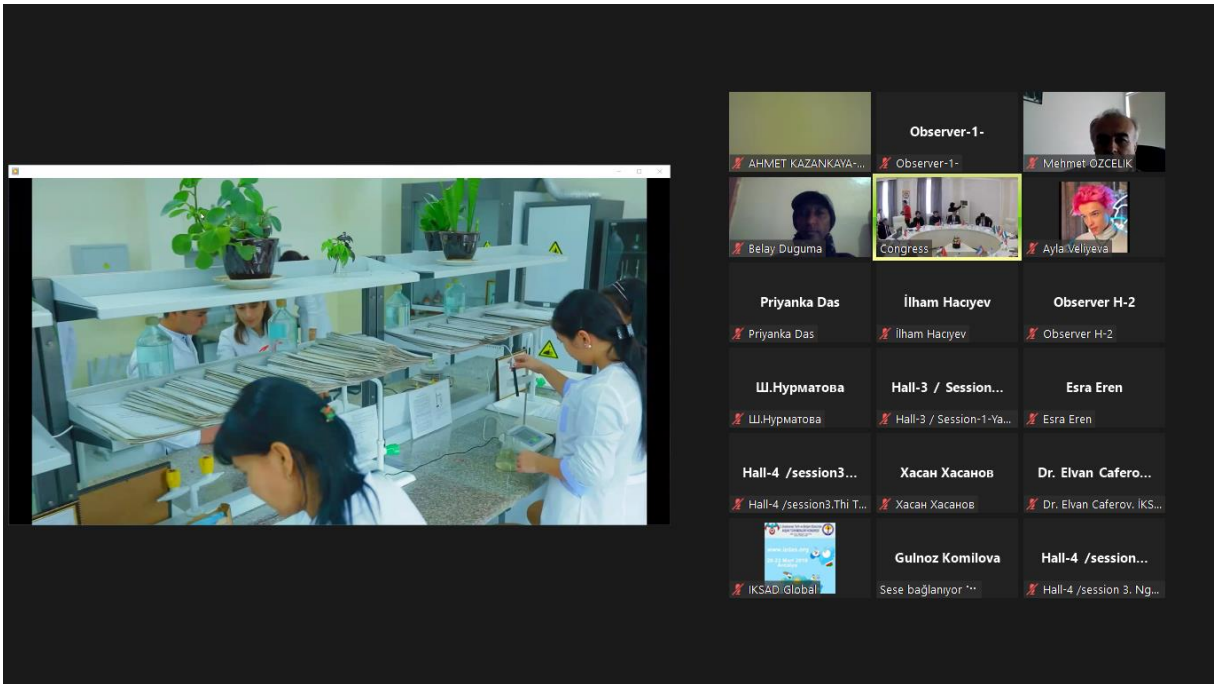 AHMET KAZANKAYA-...
Observer-1-
Observer-1-
Mehmet ÖZCELİK
Belay Duguma
Congress
Ayla Veliyeva
Priyanka Das
Priyanka Das
İlham Hacıyev
İlham Hacıyev
Observer H-2
Observer H-2
Ш.Нурматова
Ш.Нурматова
Hall-3 / Session...
Hall-3 / Session-1-Ya...
Esra Eren
Esra Eren
Hall-4 /session3...
Hall-4 /session3.Thi T...
Хасан Хасанов
Хасан Хасанов
Dr. Elvan Cafero...
Dr. Elvan Caferov. İKS...
IKSAD Global
Gulnoz Komilova
Sese bağlanıyor
Hall-4 /session...
Hall-4 /session 3. Ng...